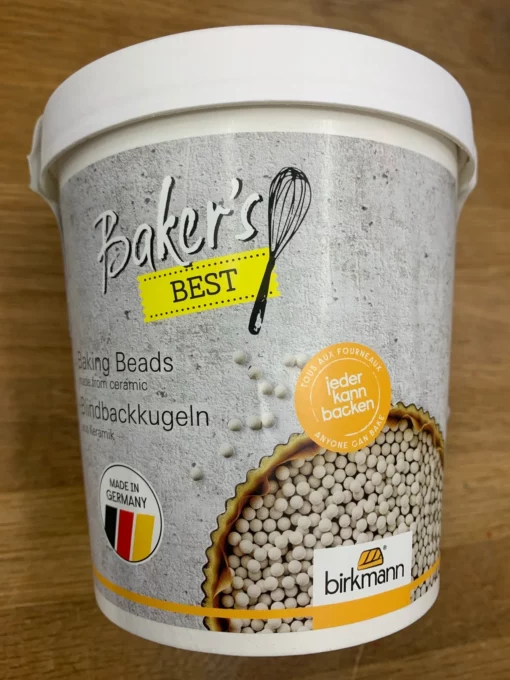 Baker's
BEST
Baking Beads
made from ceramic
Blindbackkugeln
aus Keramik
TOUS AUX FOURNEAUX
jeder
kann
backen
ANYONE CAN BAKE
MADE IN
GERMANY
birkmann